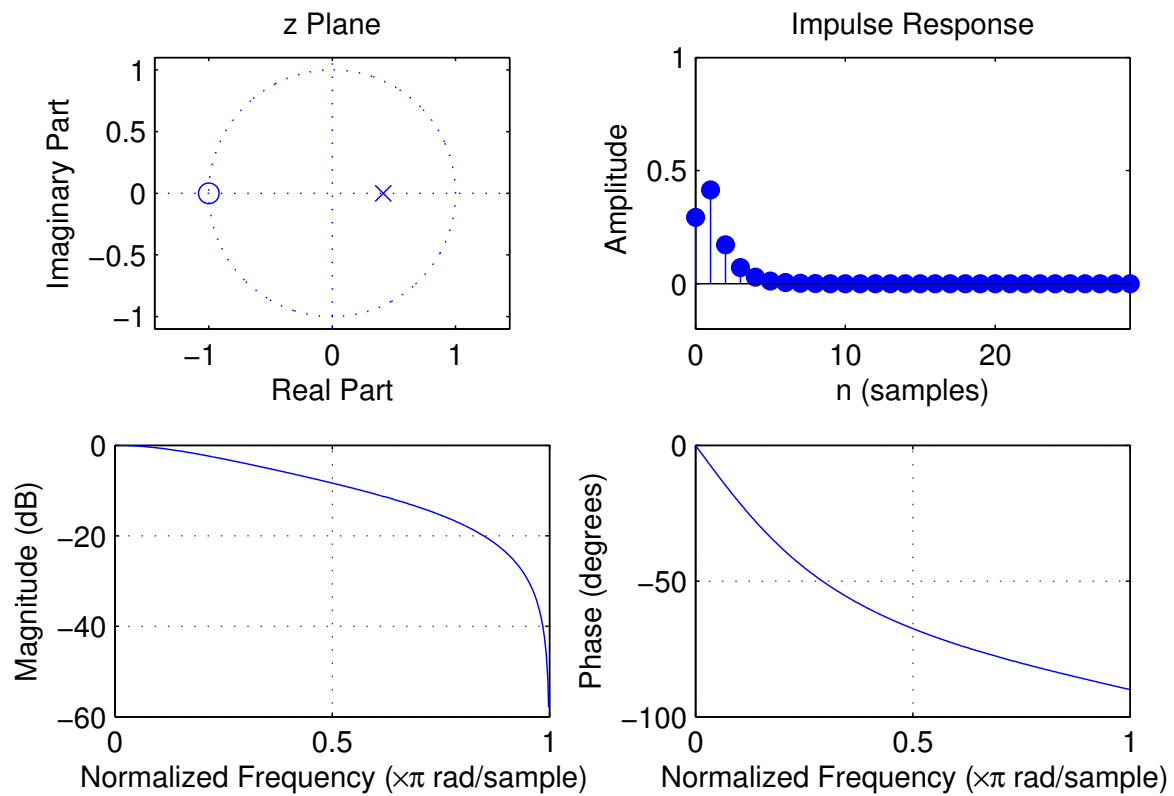 z Plane
Imaginary Part
1
0.5
0
−0.5
−1
−1 0 1
Real Part
Impulse Response
Amplitude
1
0.5
0
0 10 20
n (samples)
Magnitude (dB)
0
−20
−40
−60
0 0.5 1
Normalized Frequency (×π rad/sample)
Phase (degrees)
0
−50
−100
0 0.5 1
Normalized Frequency (×π rad/sample)